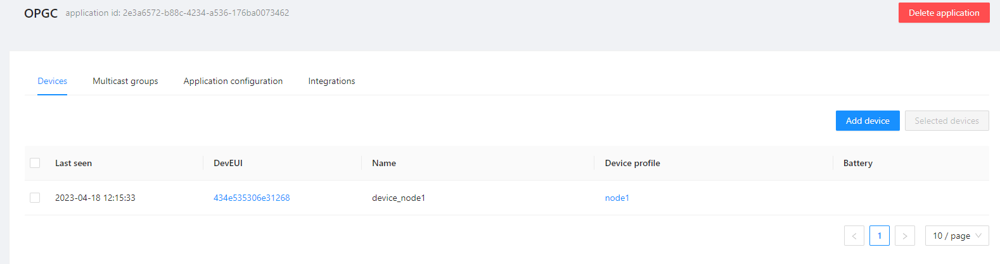 OPGC application id: 2e3a6572-b88c-4234-a536-176ba0073462 Delete application
Devices Multicast groups Application configuration Integrations
Add device Selected devices
Last seen DevEUI Name Device profile Battery
2023-04-18 12:15:33 434e535306e31268 device_node1 node1
< 1 > 10 / page